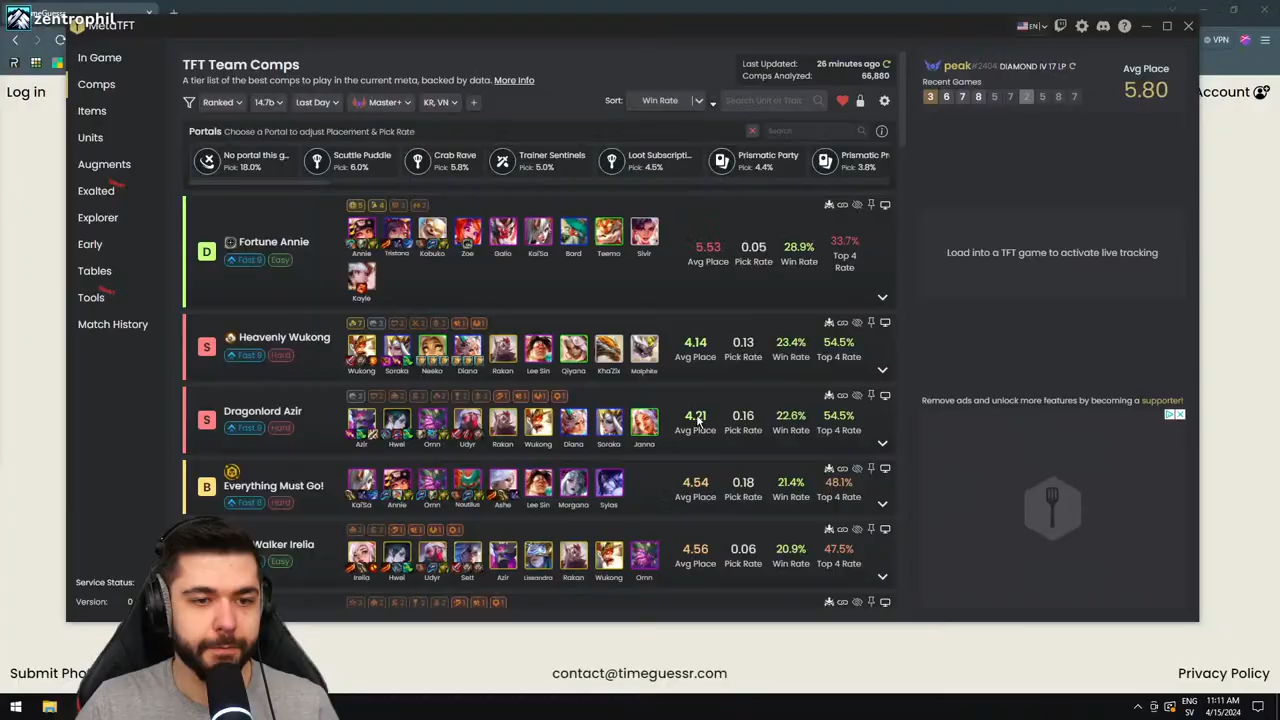 zentrophil
MetaTFT
EN
VPN
Log in
Account
In Game
Comps
Items
Units
Augments
Exalted
Explorer
Early
Tables
Tools
Match History
Service Status:
Version: 0
TFT Team Comps
A tier list of the best comps to play in the current meta, backed by data. More Info
Last Updated: 26 minutes ago
Comps Analyzed: 66,880
Ranked 14.7b Last Day Master+ KR, VN +
Sort: Win Rate Search Unit or Trait
Portals Choose a Portal to adjust Placement & Pick Rate
Search
No portal this g...
Pick: 18.0%
Scuttle Puddle
Pick: 6.0%
Crab Rave
Pick: 5.8%
Trainer Sentinels
Pick: 5.0%
Loot Subscripti...
Pick: 4.5%
Prismatic Party
Pick: 4.4%
Prismatic Pr
Pick: 3.8%
D Fortune Annie
Fast 9 Easy
Annie Tristana Kobuko Zoe Galio Kai'Sa Bard Teemo Sivir
Kayle
5.53 0.05 28.9% 33.7%
Avg Place Pick Rate Win Rate Top 4 Rate
S Heavenly Wukong
Fast 9 Hard
Wukong Soraka Neeko Diana Rakan Lee Sin Qiyana Kha'Zix Malphite
4.14 0.13 23.4% 54.5%
Avg Place Pick Rate Win Rate Top 4 Rate
S Dragonlord Azir
Fast 9 Hard
Azir Hwei Ornn Udyr Rakan Wukong Diana Soraka Janna
4.21 0.16 22.6% 54.5%
Avg Place Pick Rate Win Rate Top 4 Rate
B Everything Must Go!
Fast 8 Hard
Kai'Sa Annie Ornn Nautilus Ashe Lee Sin Morgana Sylas
4.54 0.18 21.4% 48.1%
Avg Place Pick Rate Win Rate Top 4 Rate
Walker Irelia
Easy
Irelia Hwei Udyr Sett Azir Lissandra Rakan Wukong Ornn
4.56 0.06 20.9% 47.5%
Avg Place Pick Rate Win Rate Top 4 Rate
peak #2404 DIAMOND IV 17 LP
Recent Games
3 6 7 8 5 7 2 5 8 7
Avg Place
5.80
Load into a TFT game to activate live tracking
Remove ads and unlock more features by becoming a supporter!
Submit Pho
contact@timeguessr.com
Privacy Policy
ENG
SV
11:11 AM
4/15/2024